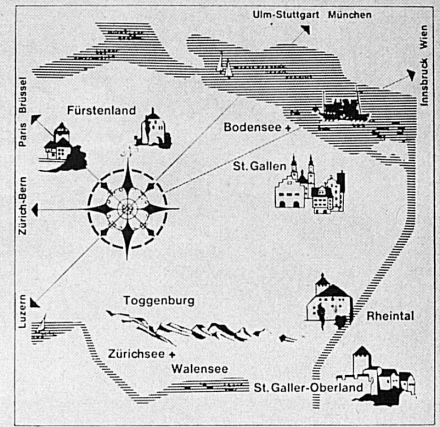 Ulm-Stuttgart München
Innsbruck Wien
Paris Brüssel
Fürstenland
Bodensee +
St. Gallen
Zürich-Bern
Luzern
Toggenburg
Rheintal
Zürichsee +
Walensee
St. Galler-Oberland